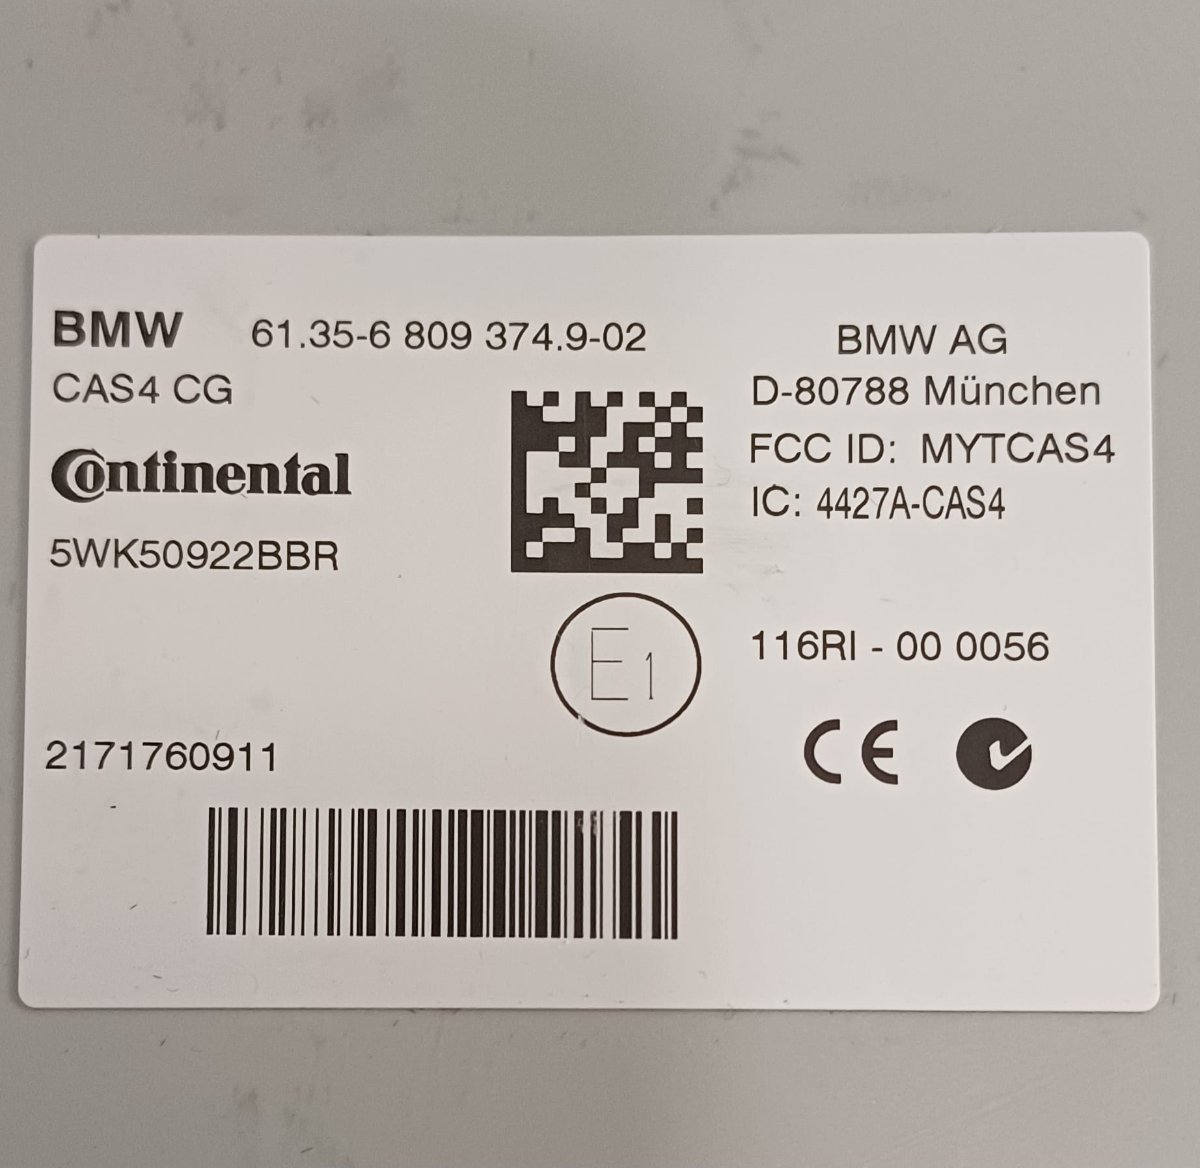 BMW 61.35-6 809 374.9-02
CAS4 CG
Continental
5WK50922BBR
2171760911
BMW AG
D-80788 München
FCC ID: MYTCAS4
IC: 4427A-CAS4
E1
116RI - 00 0056
CE